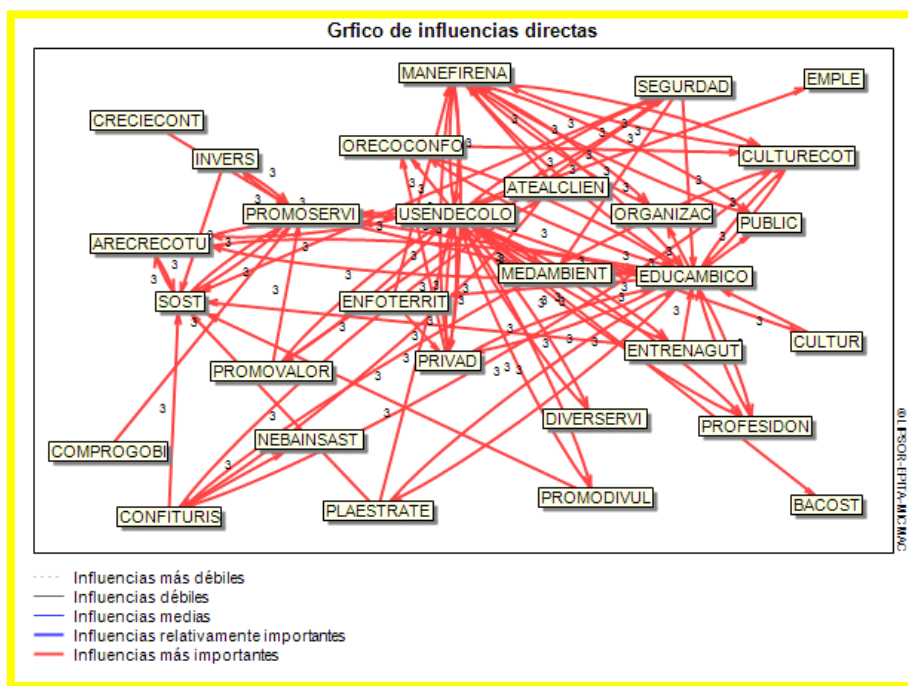 Grfico de influencias directas
MANEFIRENA
SEGURDAD
EMPLE
CRECIECONT
ORECOCONFO
INVERS
CULTURECOT
ATEALCLIEN
PROMOSERVI
USENDECOLO
ORGANIZAC
PUBLIC
ARECRECOTU
MEDAMBIENT
EDUCAMBICO
SOST
ENFOTERRIT
CULTUR
ENTRENAGUT
PRIVAD
PROMOVALOR
DIVERSERVI
PROFESIDON
NEBAINSAST
COMPROGOBI
PROMODIVUL
BACOST
PLAESTRATE
CONFITURIS
© LIPSOR-EPITA-MICMAC
Influencias más débiles
Influencias débiles
Influencias medias
Influencias relativamente importantes
Influencias más importantes